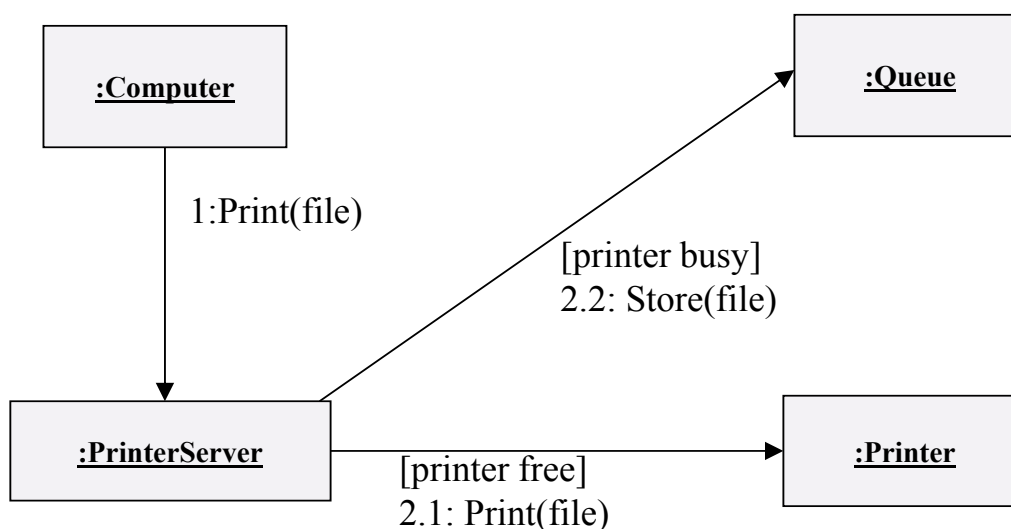 :Computer
:Queue
1:Print(file)
[printer busy]
2.2: Store(file)
:PrinterServer
:Printer
[printer free]
2.1: Print(file)